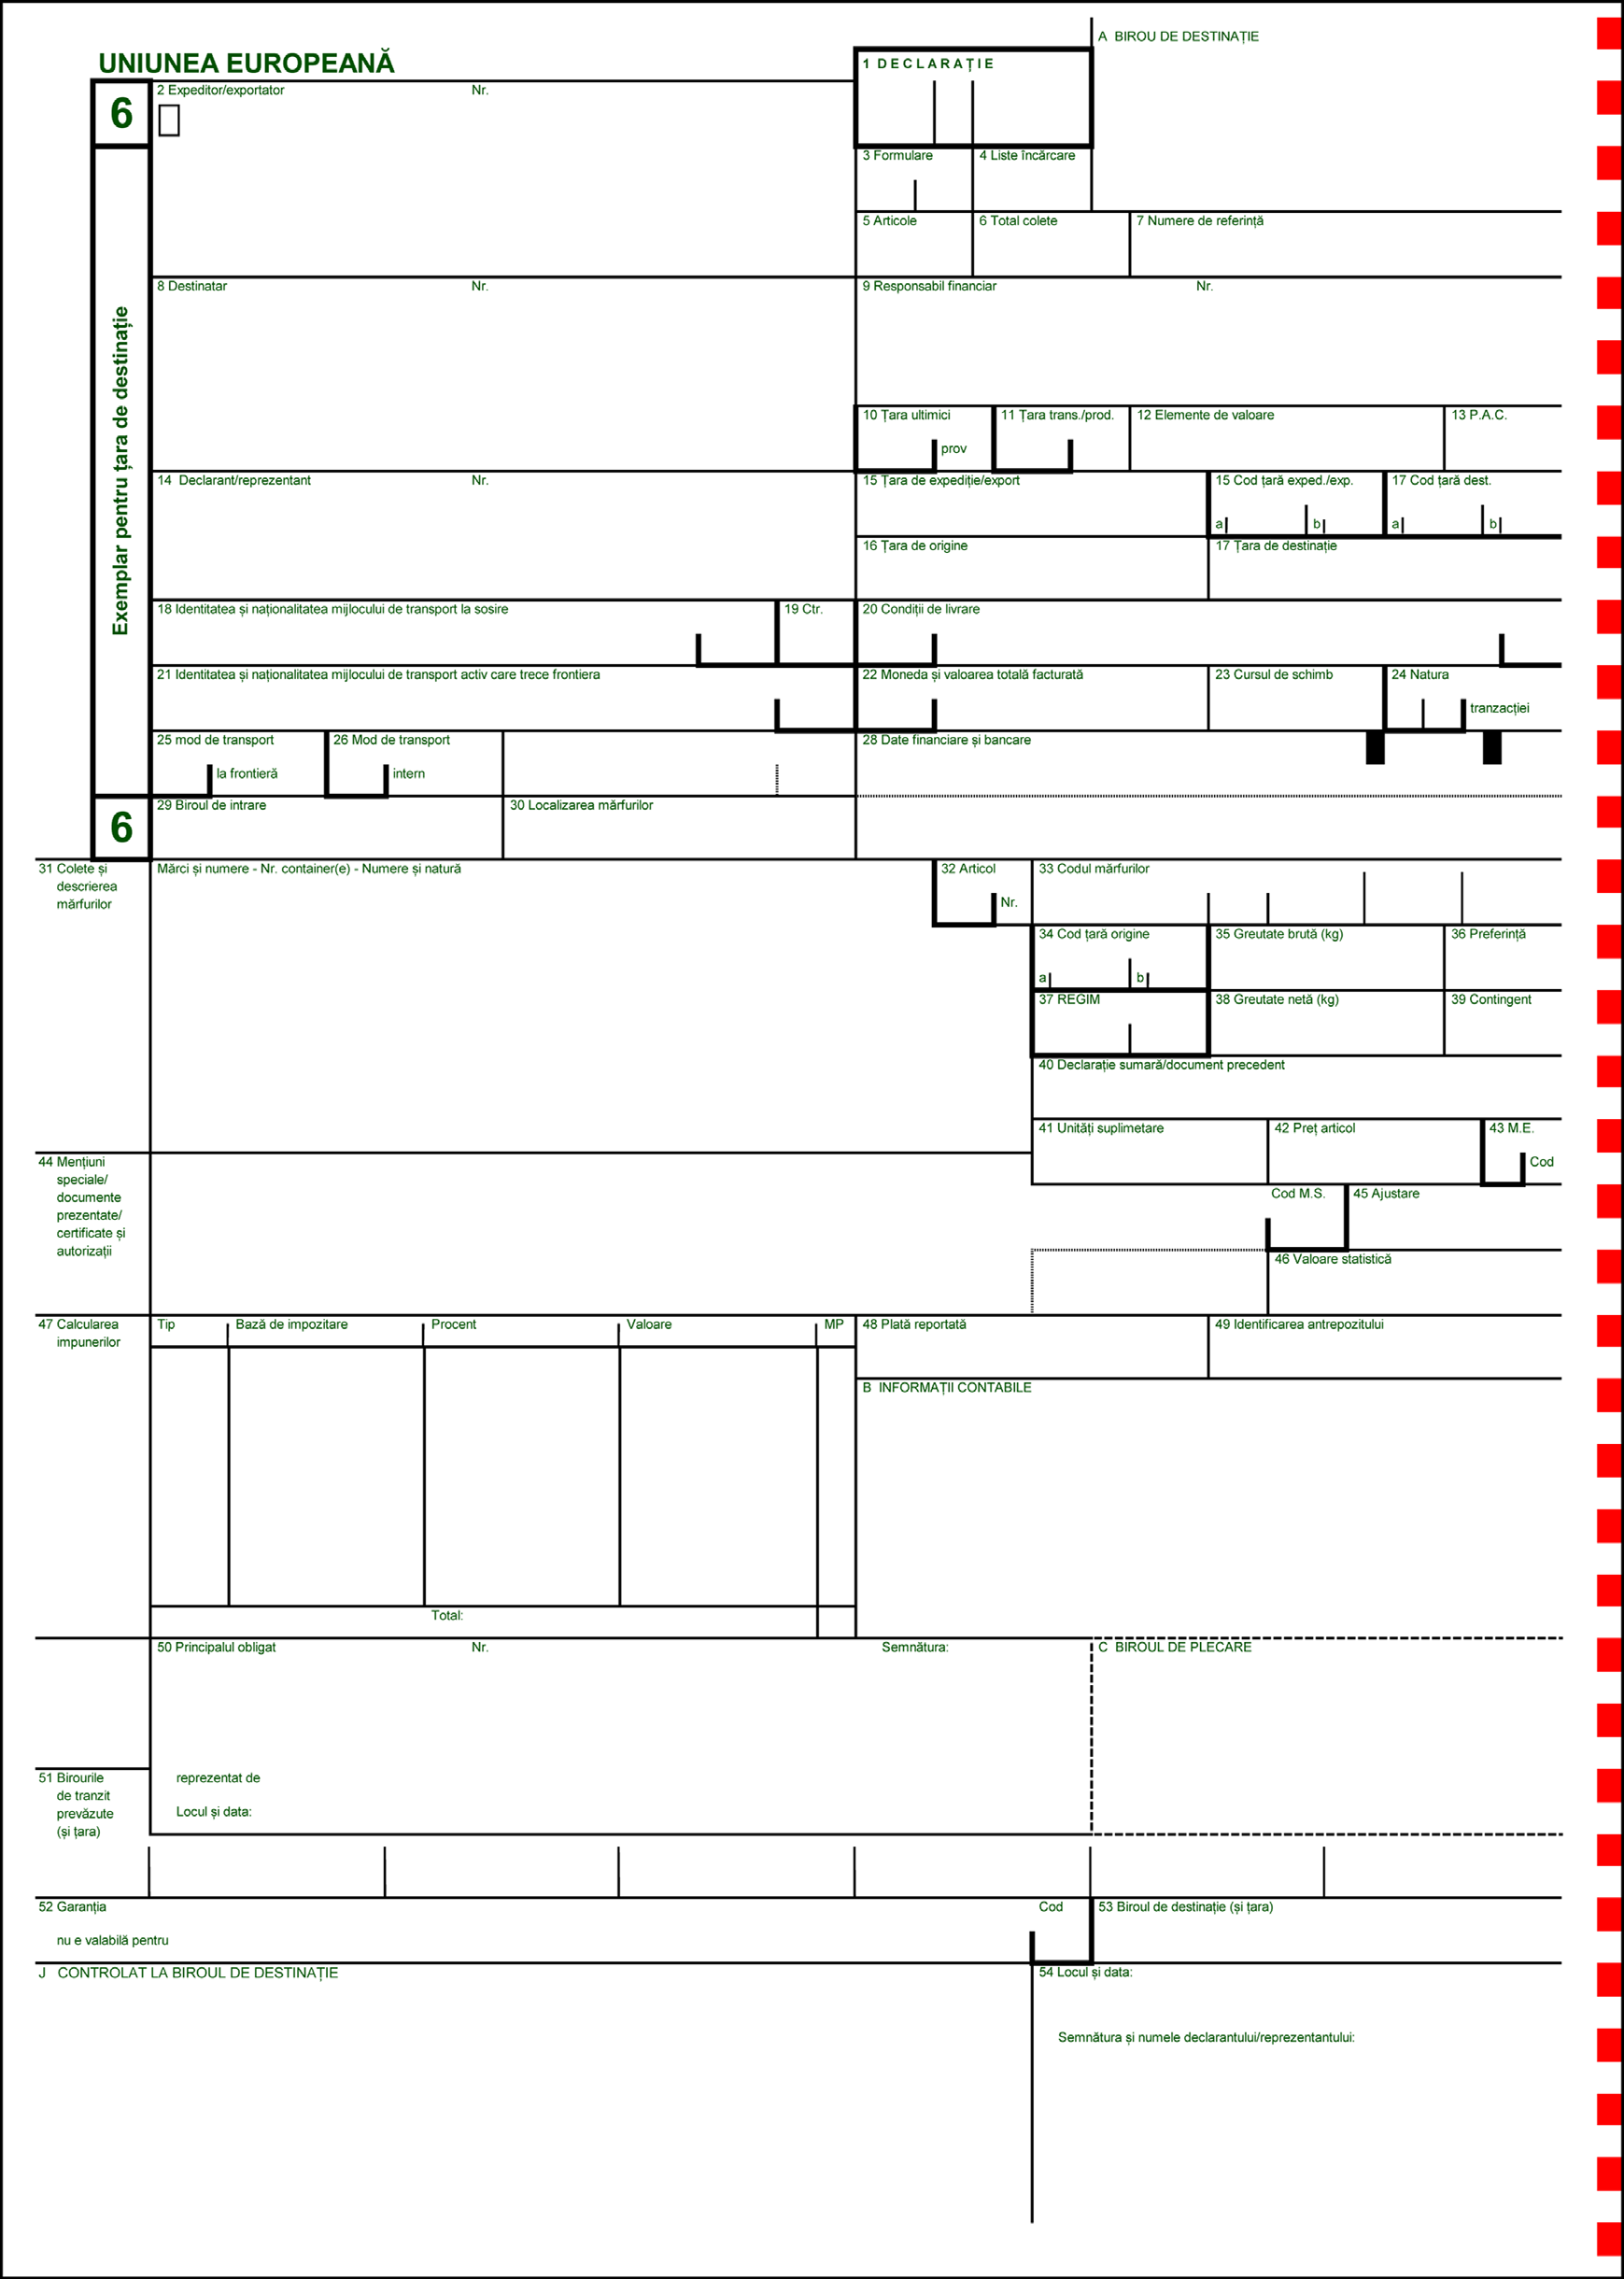 A BIROU DE DESTINAȚIE
UNIUNEA EUROPEANĂ
1 DECLARAȚIE
6
2 Expeditor/exportator Nr.
3 Formulare 4 Liste încărcare
5 Articole 6 Total colete 7 Numere de referință
Exemplar pentru țara de destinație
8 Destinatar Nr. 9 Responsabil financiar Nr.
10 Țara ultimici 11 Țara trans./prod. 12 Elemente de valoare 13 P.A.C.
prov
14 Declarant/reprezentant Nr. 15 Țara de expediție/export 15 Cod țară exped./exp. 17 Cod țară dest.
a b a b
16 Țara de origine 17 Țara de destinație
18 Identitatea și naționalitatea mijlocului de transport la sosire 19 Ctr. 20 Condiții de livrare
21 Identitatea și naționalitatea mijlocului de transport activ care trece frontiera 22 Moneda și valoarea totală facturată 23 Cursul de schimb 24 Natura
tranzacției
25 mod de transport 26 Mod de transport 28 Date financiare și bancare
la frontieră intern
6
29 Biroul de intrare 30 Localizarea mărfurilor
31 Colete și Mărci și numere - Nr. container(e) - Numere și natură 32 Articol 33 Codul mărfurilor
descrierea
mărfurilor Nr.
34 Cod țară origine 35 Greutate brută (kg) 36 Preferință
a b
37 REGIM 38 Greutate netă (kg) 39 Contingent
40 Declarație sumară/document precedent
41 Unități suplimetare 42 Preț articol 43 M.E.
Cod
44 Mențiuni
speciale/
documente
prezentate/
certificate și
autorizații
Cod M.S. 45 Ajustare
46 Valoare statistică
47 Calcularea Tip Bază de impozitare Procent Valoare MP 48 Plată reportată 49 Identificarea antrepozitului
impunerilor
B INFORMAȚII CONTABILE
Total:
50 Principalul obligat Nr. Semnătura: C BIROUL DE PLECARE
51 Birourile reprezentat de
de tranzit
prevăzute Locul și data:
(și țara)
52 Garanția Cod 53 Biroul de destinație (și țara)
nu e valabilă pentru
J CONTROLAT LA BIROUL DE DESTINAȚIE 54 Locul și data:
Semnătura și numele declarantului/reprezentantului: